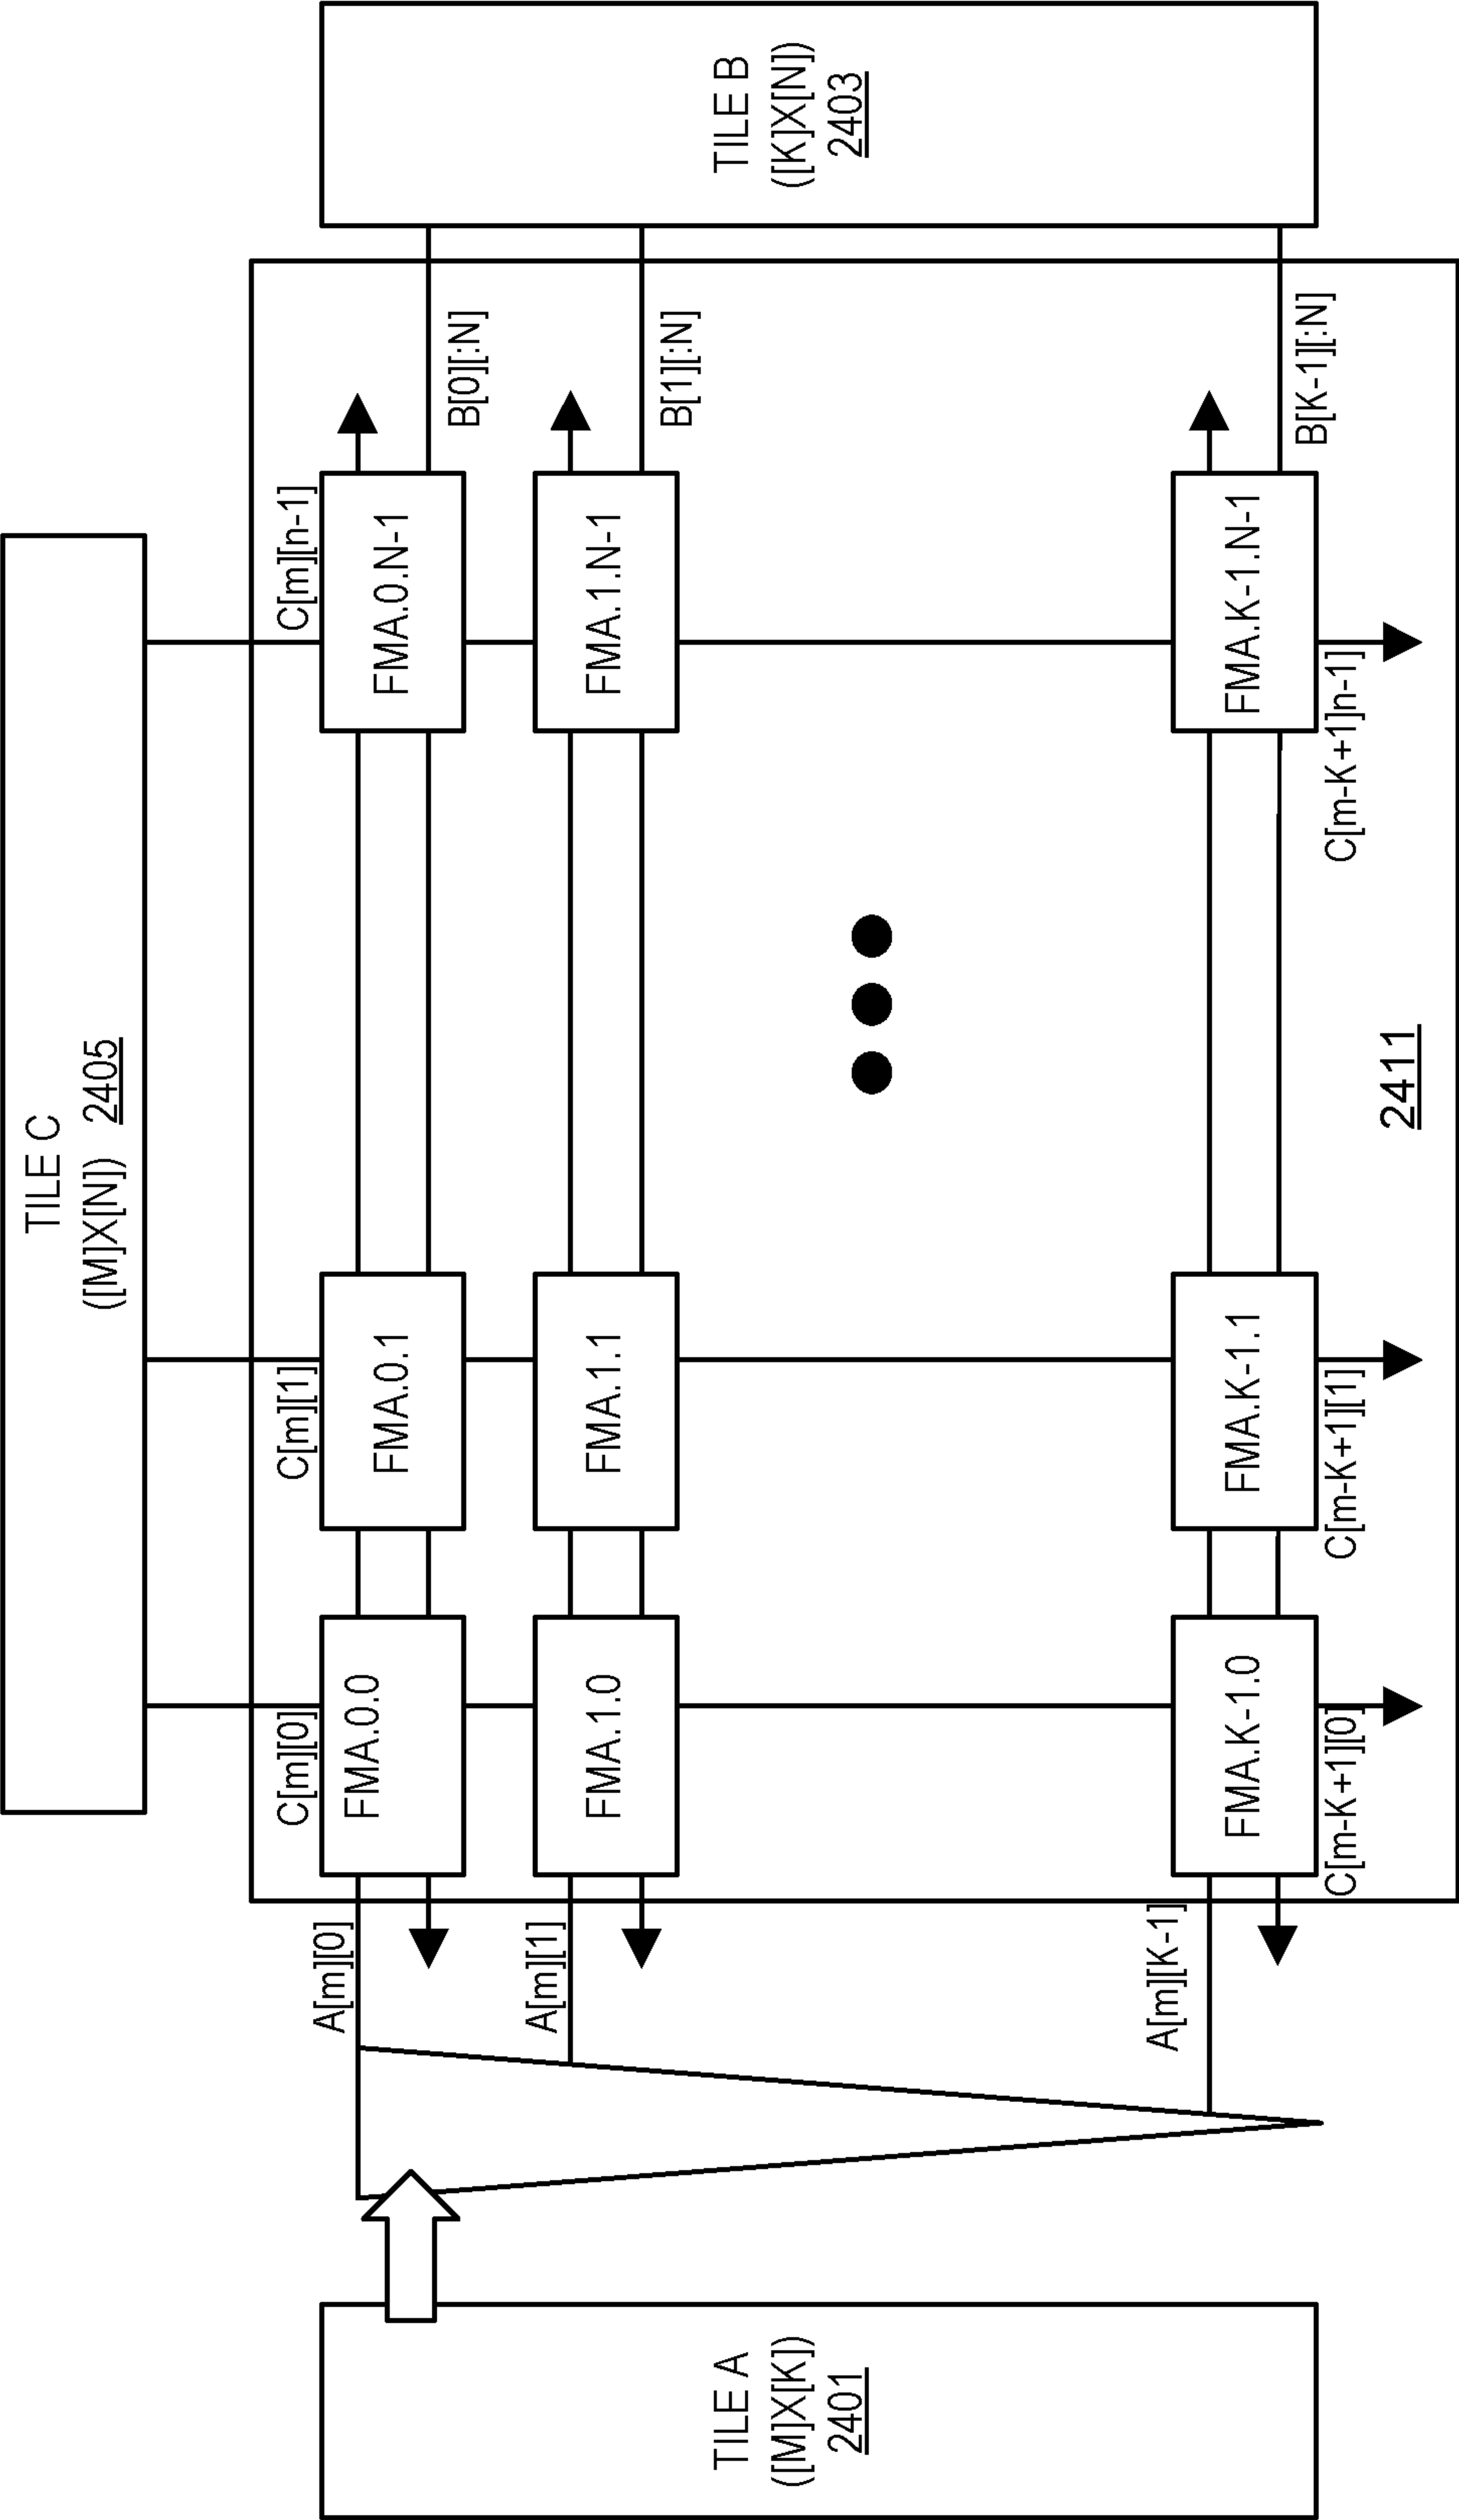 TILE C
([M]X[N]) 2405
C[m][0]
C[m][1]
C[m][n-1]
TILE A
([M]X[K])
2401
A[m][0]
FMA.0.0
FMA.0.1
FMA.0.N-1
B[0][:N]
A[m][1]
FMA.1.0
FMA.1.1
FMA.1.N-1
B[1][:N]
TILE B
([K]X[N])
2403
A[m][K-1]
FMA.K-1.0
FMA.K-1.1
FMA.K-1.N-1
B[K-1][:N]
C[m-K+1][0]
C[m-K+1][1]
C[m-K+1]n-1]
2411